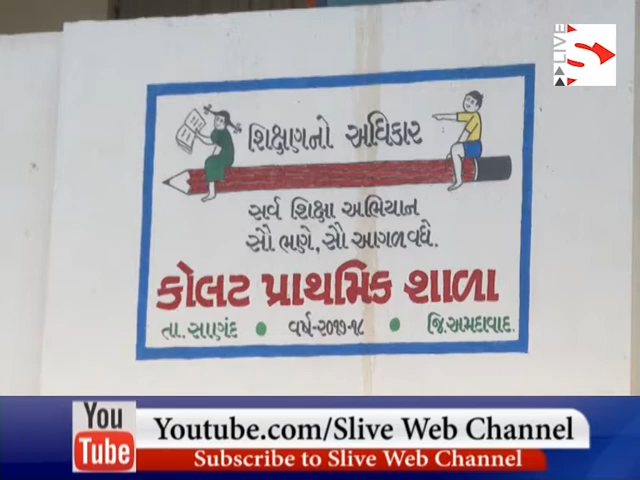 SLIVE
શિક્ષણનો અધિકાર
સર્વ શિક્ષા અભિયાન
સૌ ભણે, સૌ આગળ વધે.
કોલટ પ્રાથમિક શાળા
તા. સાણંદ • વર્ષ-૨૦૧૭-૧૮ • જિ. અમદાવાદ.
You
Tube
Youtube.com/Slive Web Channel
Subscribe to Slive Web Channel